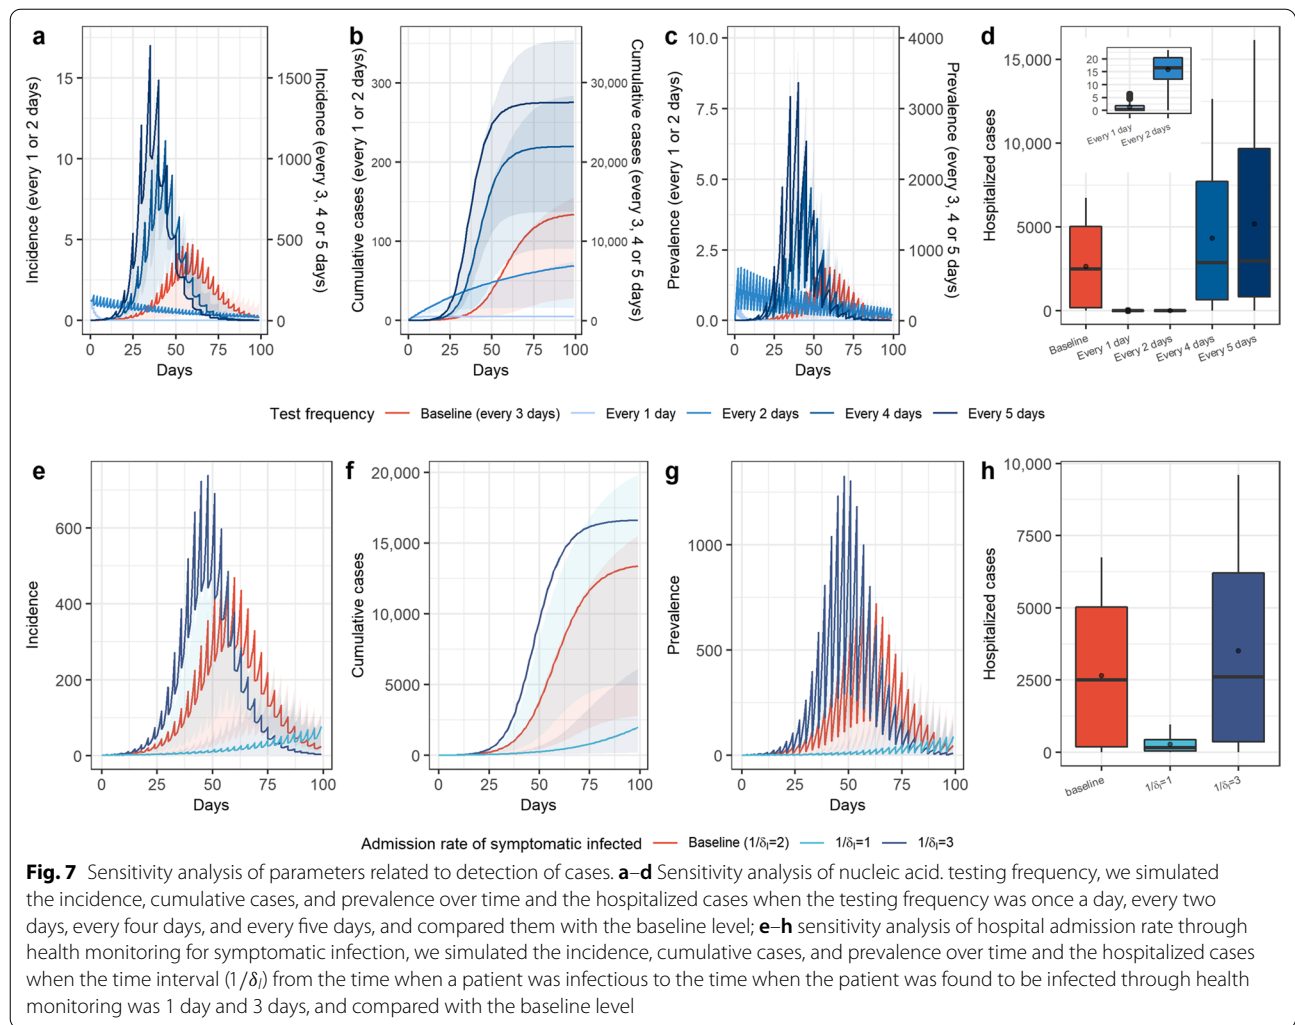 a
b
c
d
Incidence (every 1 or 2 days)
15
10
5
0
1500
1000
500
0
Incidence (every 3, 4 or 5 days)
0 25 50 75 100
Days
Cumulative cases (every 1 or 2 days)
300
200
100
0
30,000
20,000
10,000
0
Cumulative cases (every 3, 4 or 5 days)
0 25 50 75 100
Days
Prevalence (every 1 or 2 days)
10.0
7.5
5.0
2.5
0.0
4000
3000
2000
1000
0
Prevalence (every 3, 4 or 5 days)
0 25 50 75 100
Days
Hospitalized cases
15,000
10,000
5000
0
20
15
10
5
0
Every 1 day
Every 2 days
Baseline
Every 1 day
Every 2 days
Every 4 days
Every 5 days
Test frequency Baseline (every 3 days) Every 1 day Every 2 days Every 4 days Every 5 days
e
f
g
h
Incidence
600
400
200
0
0 25 50 75 100
Days
Cumulative cases
20,000
15,000
10,000
5000
0
0 25 50 75 100
Days
Prevalence
1000
500
0
0 25 50 75 100
Days
Hospitalized cases
10,000
7500
5000
2500
0
baseline
1/δI=1
1/δI=3
Admission rate of symptomatic infected Baseline (1/δI=2) 1/δI=1 1/δI=3
Fig. 7 Sensitivity analysis of parameters related to detection of cases. a–d Sensitivity analysis of nucleic acid. testing frequency, we simulated
the incidence, cumulative cases, and prevalence over time and the hospitalized cases when the testing frequency was once a day, every two
days, every four days, and every five days, and compared them with the baseline level; e–h sensitivity analysis of hospital admission rate through
health monitoring for symptomatic infection, we simulated the incidence, cumulative cases, and prevalence over time and the hospitalized cases
when the time interval (1/δI) from the time when a patient was infectious to the time when the patient was found to be infected through health
monitoring was 1 day and 3 days, and compared with the baseline level